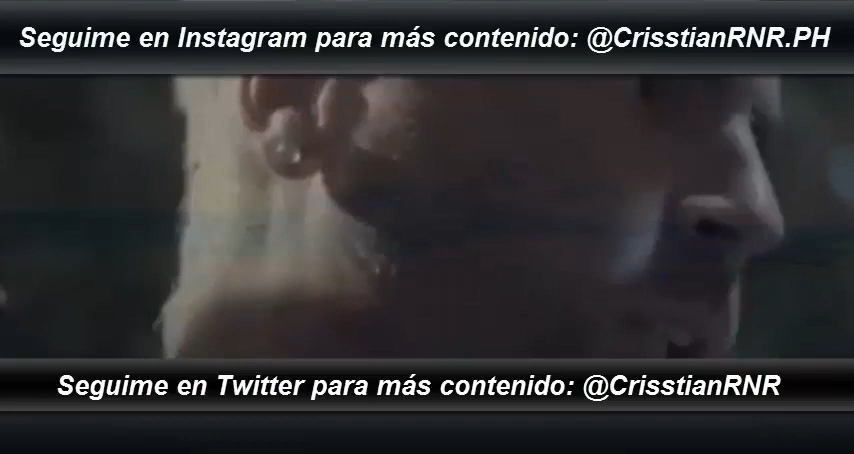 Seguime en Instagram para más contenido: @CrisstianRNR.PH
Seguime en Twitter para más contenido: @CrisstianRNR